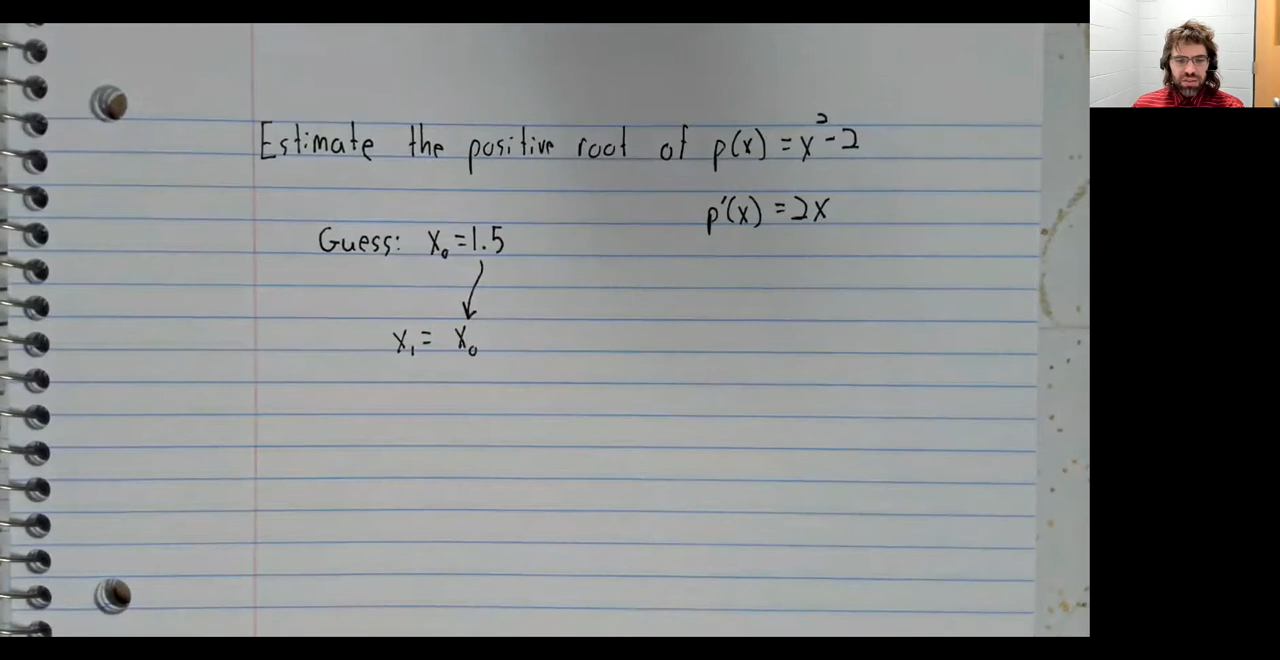 Estimate the positive root of p(x) = x² - 2
p'(x) = 2x
Guess: x₀ = 1.5
x₁ = x₀